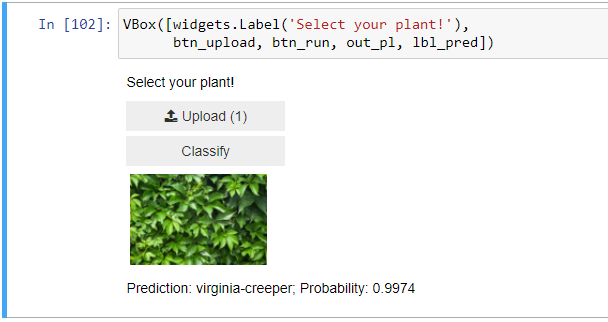 In [102]: VBox([widgets.Label('Select your plant!'),
btn_upload, btn_run, out_pl, lbl_pred])
Select your plant!
Upload (1)
Classify
Prediction: virginia-creeper; Probability: 0.9974